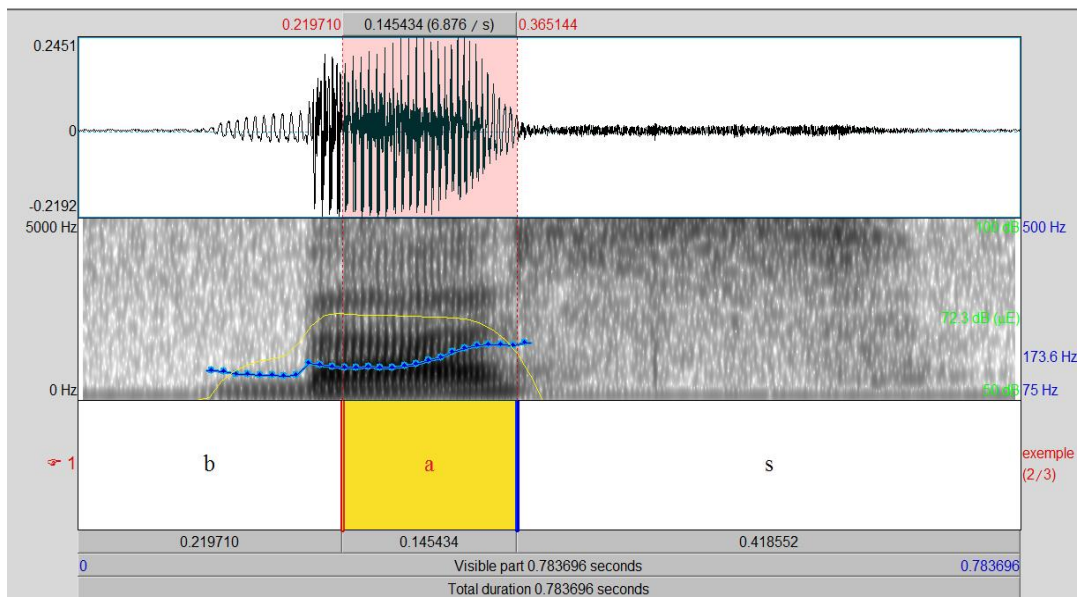 0.219710 0.145434 (6.876 / s) 0.365144
0.2451
0
-0.2192
5000 Hz 100 dB 500 Hz
72.3 dB (µE)
173.6 Hz
0 Hz 50 dB 75 Hz
☞ 1 b a s exemple
(2/3)
0.219710 0.145434 0.418552
0 Visible part 0.783696 seconds 0.783696
Total duration 0.783696 seconds